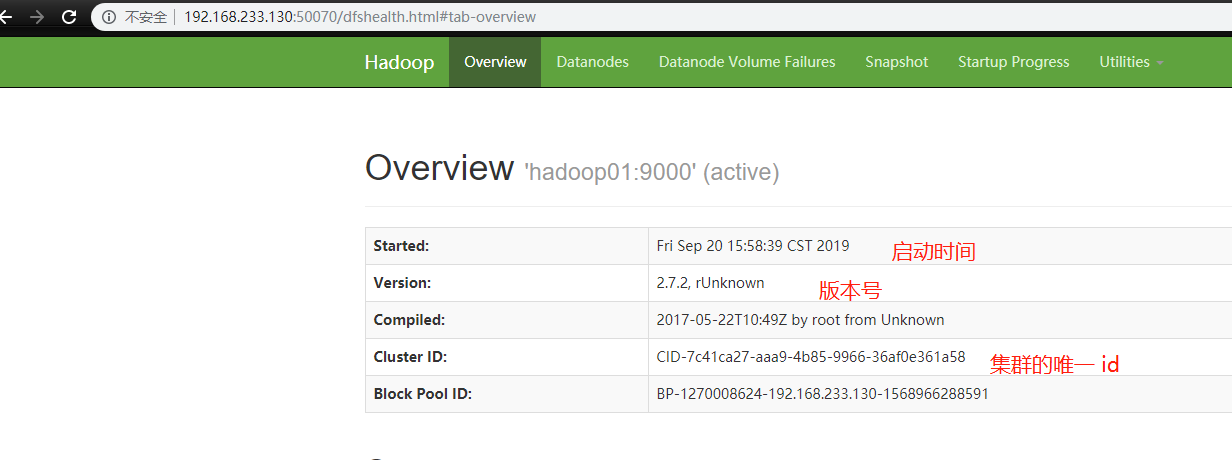 不安全 192.168.233.130:50070/dfshealth.html#tab-overview
Hadoop Overview Datanodes Datanode Volume Failures Snapshot Startup Progress Utilities
Overview 'hadoop01:9000' (active)
Started: Fri Sep 20 15:58:39 CST 2019 启动时间
Version: 2.7.2, rUnknown 版本号
Compiled: 2017-05-22T10:49Z by root from Unknown
Cluster ID: CID-7c41ca27-aaa9-4b85-9966-36af0e361a58 集群的唯一 id
Block Pool ID: BP-1270008624-192.168.233.130-1568966288591